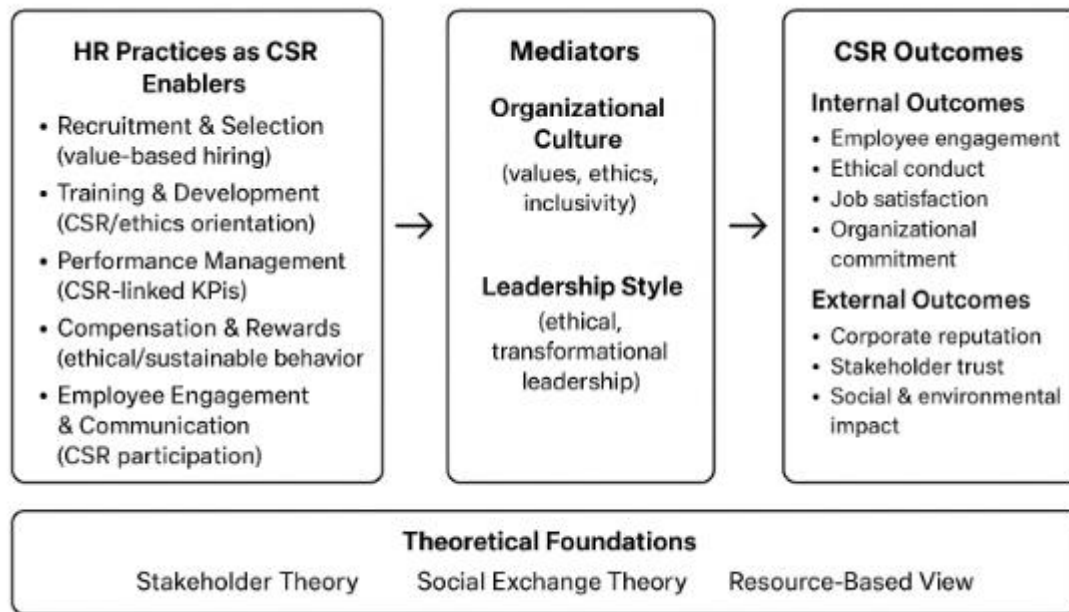 HR Practices as CSR
Enablers
• Recruitment & Selection
(value-based hiring)
• Training & Development
(CSR/ethics orientation)
• Performance Management
(CSR-linked KPIs)
• Compensation & Rewards
(ethical/sustainable behavior
• Employee Engagement
& Communication
(CSR participation)
Mediators
Organizational
Culture
(values, ethics,
inclusivity)
Leadership Style
(ethical,
transformational
leadership)
CSR Outcomes
Internal Outcomes
• Employee engagement
• Ethical conduct
• Job satisfaction
• Organizational
commitment
External Outcomes
• Corporate reputation
• Stakeholder trust
• Social & environmental
impact
Theoretical Foundations
Stakeholder Theory Social Exchange Theory Resource-Based View